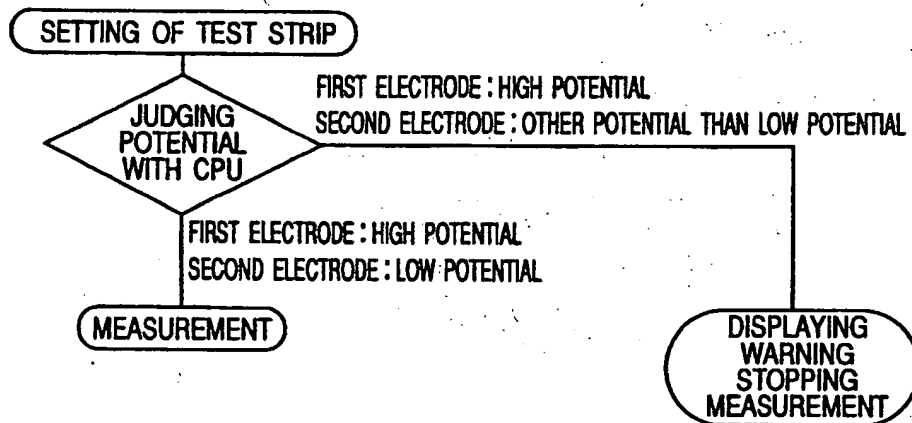 SETTING OF TEST STRIP
FIRST ELECTRODE : HIGH POTENTIAL
SECOND ELECTRODE : OTHER POTENTIAL THAN LOW POTENTIAL
JUDGING
POTENTIAL
WITH CPU
FIRST ELECTRODE : HIGH POTENTIAL
SECOND ELECTRODE : LOW POTENTIAL
MEASUREMENT
DISPLAYING
WARNING
STOPPING
MEASUREMENT